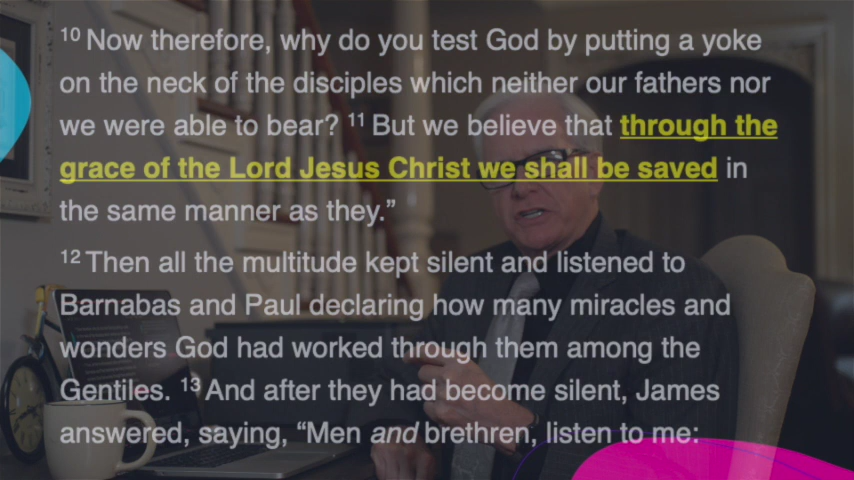 10 Now therefore, why do you test God by putting a yoke
on the neck of the disciples which neither our fathers nor
we were able to bear? 11 But we believe that through the
grace of the Lord Jesus Christ we shall be saved in
the same manner as they.”
12 Then all the multitude kept silent and listened to
Barnabas and Paul declaring how many miracles and
wonders God had worked through them among the
Gentiles. 13 And after they had become silent, James
answered, saying, “Men and brethren, listen to me: